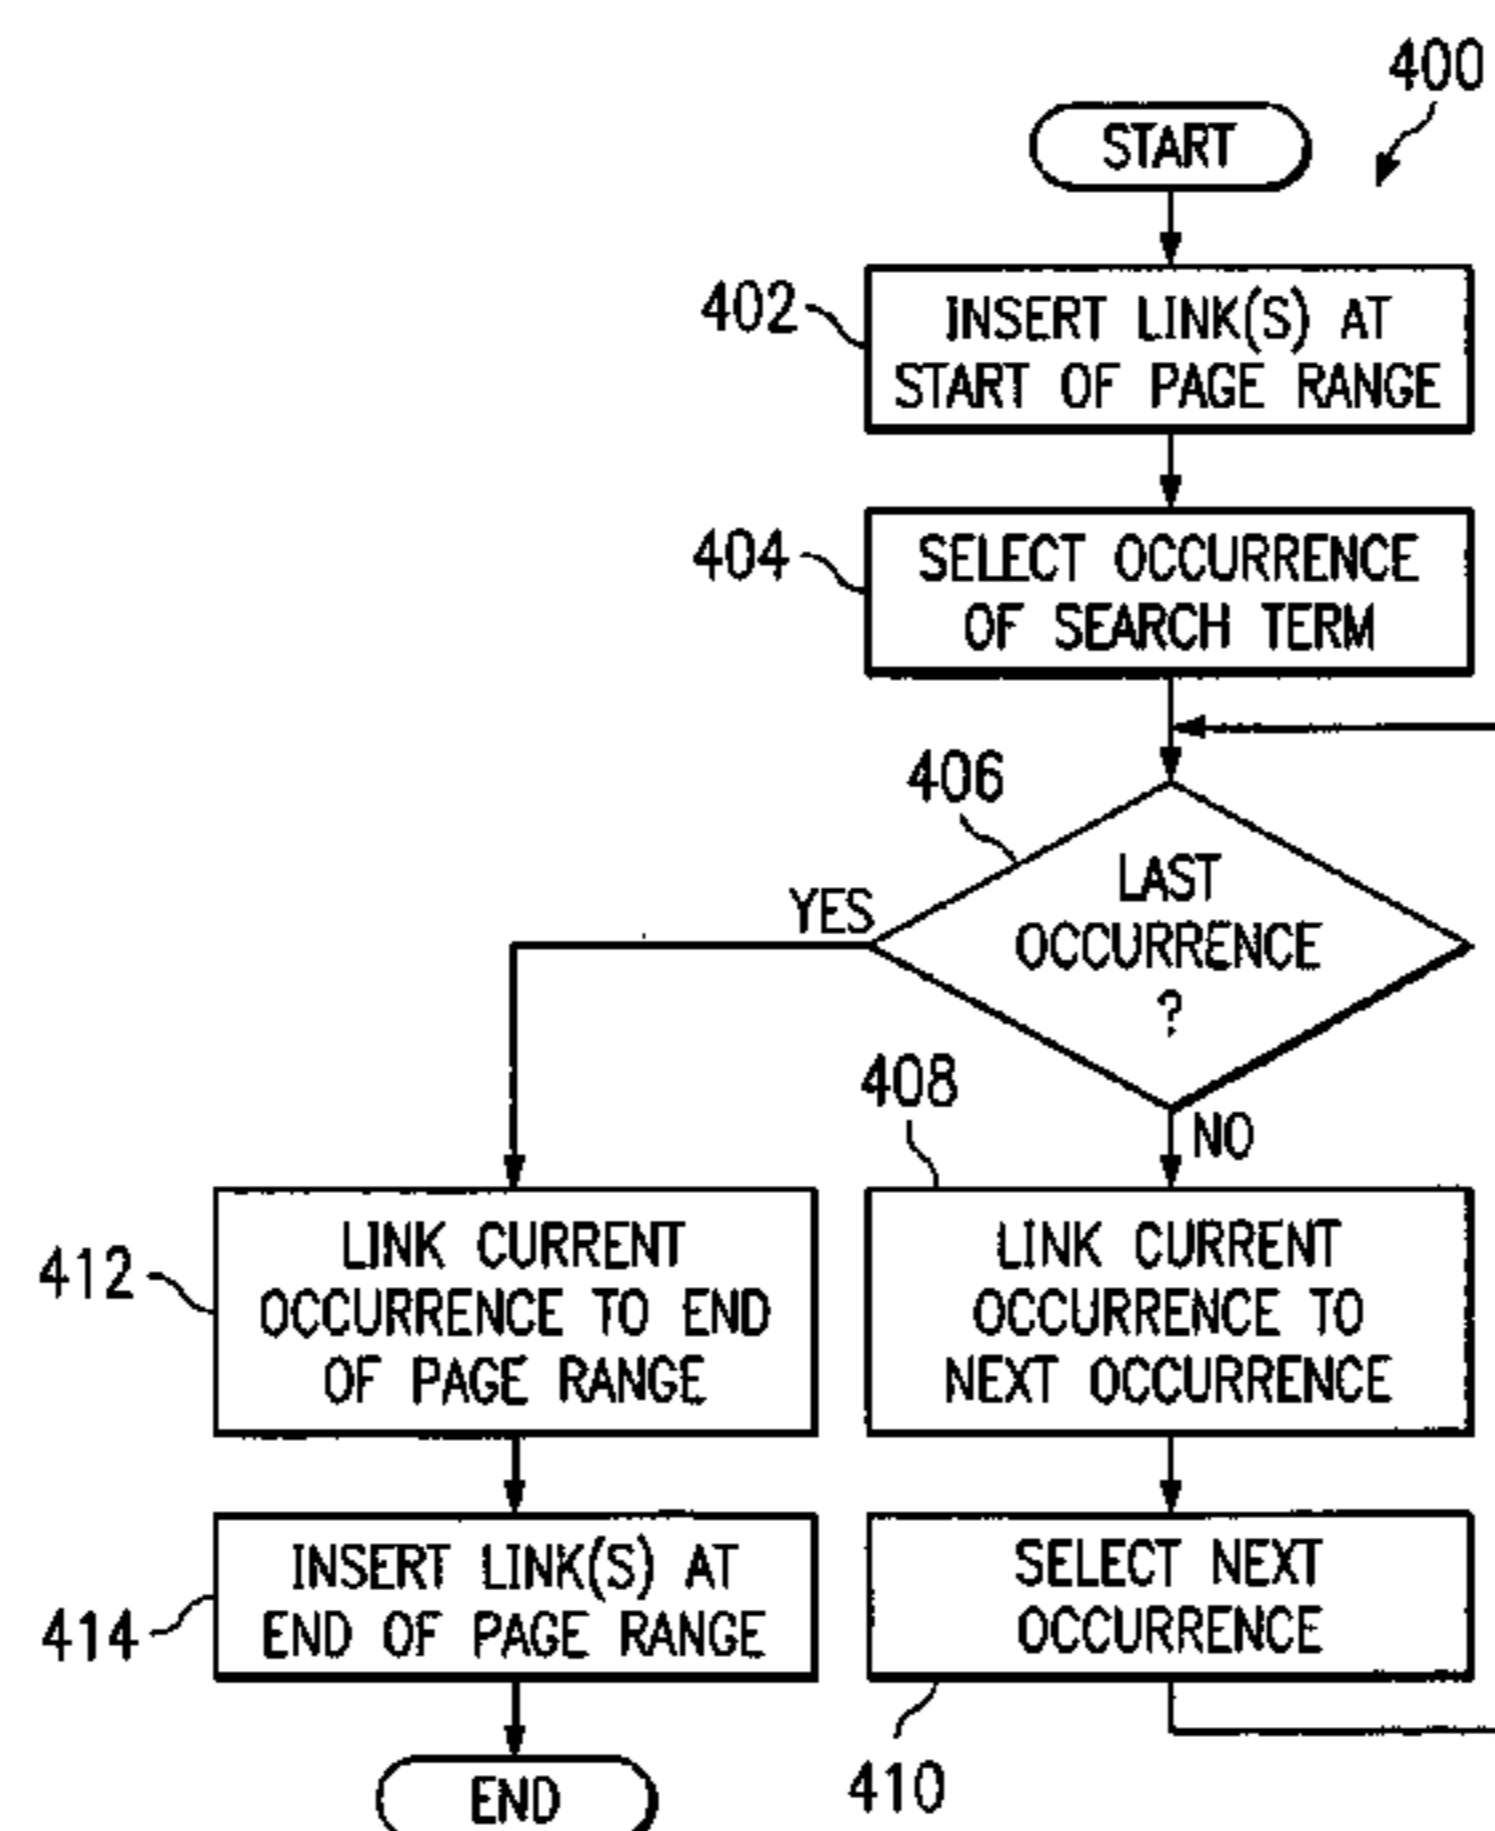 400
START
402
INSERT LINK(S) AT
START OF PAGE RANGE
404
SELECT OCCURRENCE
OF SEARCH TERM
406
LAST
OCCURRENCE
?
YES
NO
408
LINK CURRENT
OCCURRENCE TO
NEXT OCCURRENCE
412
LINK CURRENT
OCCURRENCE TO END
OF PAGE RANGE
SELECT NEXT
OCCURRENCE
410
414
INSERT LINK(S) AT
END OF PAGE RANGE
END